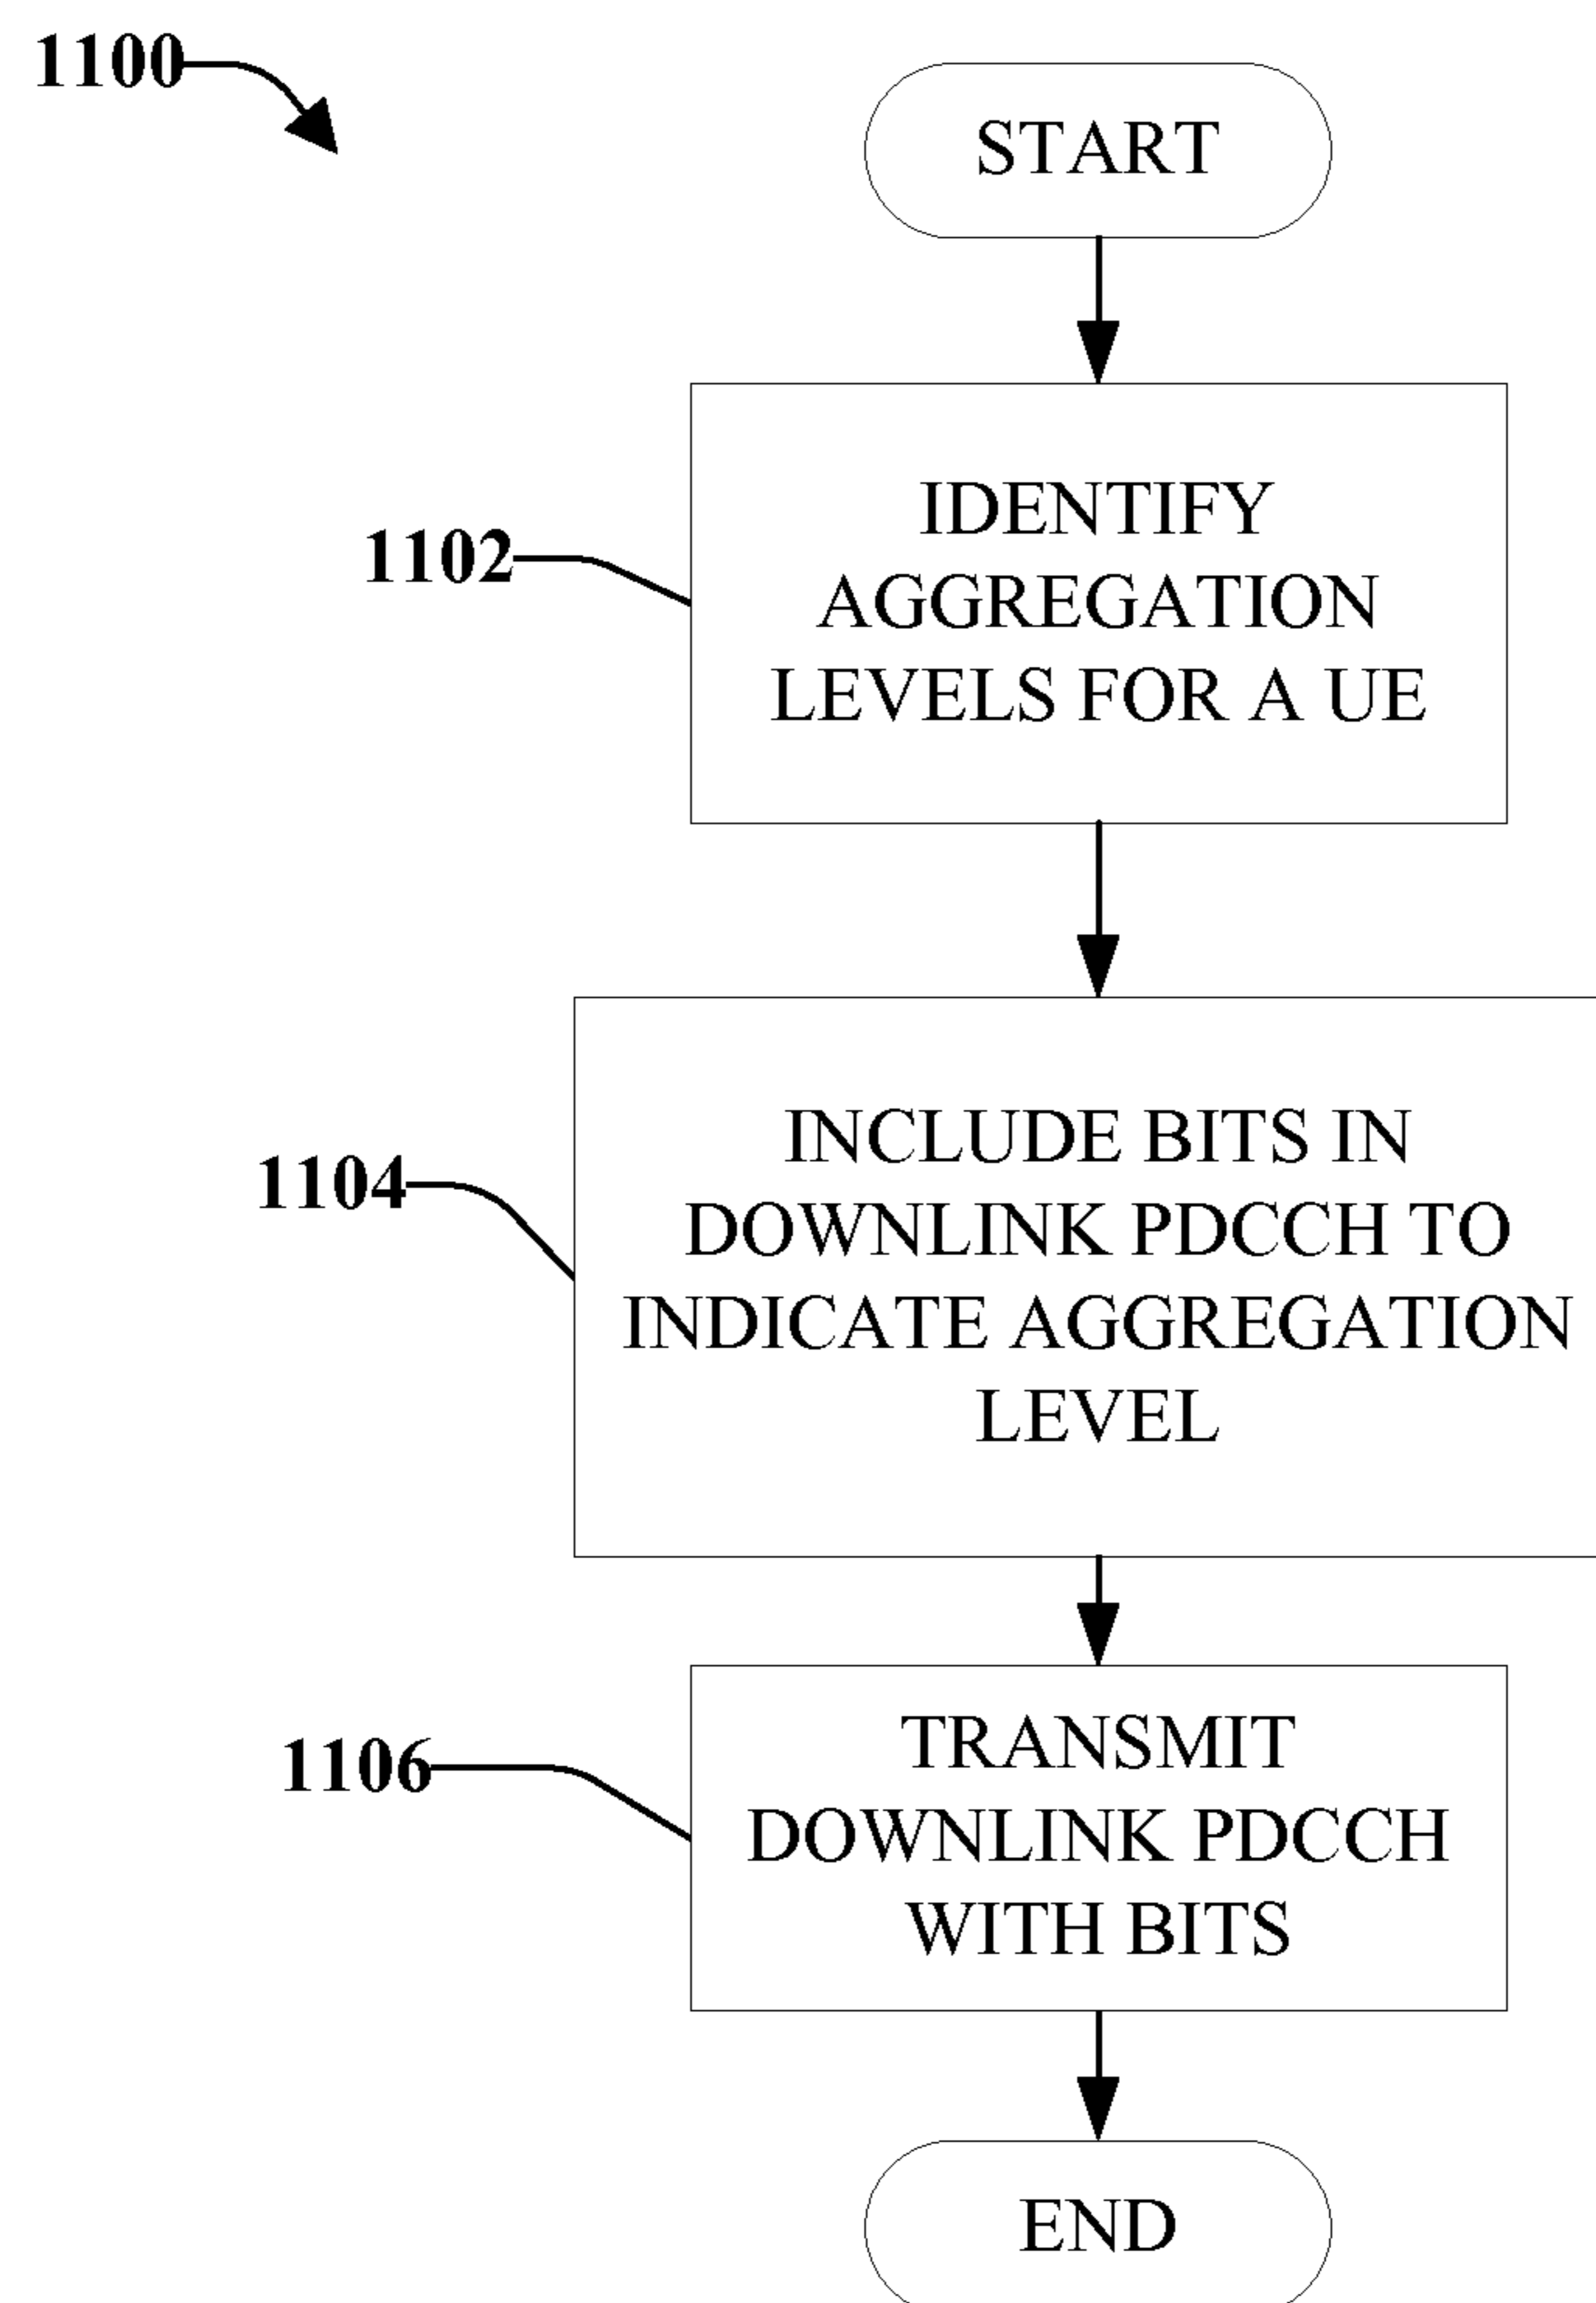 1100
START
1102
IDENTIFY
AGGREGATION
LEVELS FOR A UE
1104
INCLUDE BITS IN
DOWNLINK PDCCH TO
INDICATE AGGREGATION
LEVEL
1106
TRANSMIT
DOWNLINK PDCCH
WITH BITS
END